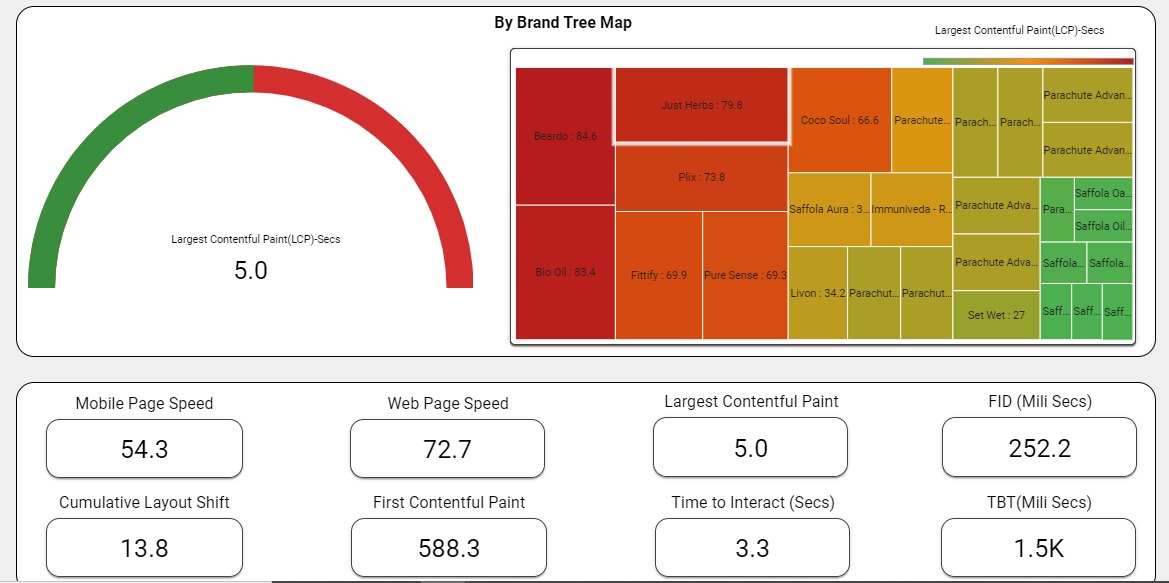 By Brand Tree Map
Largest Contentful Paint(LCP)-Secs
Largest Contentful Paint(LCP)-Secs
5.0
Beardo : 84.6
Bio Oil : 83.4
Just Herbs : 79.8
Plix : 73.8
Fittify : 69.9
Pure Sense : 69.3
Coco Soul : 66.6
Parachute...
Saffola Aura : 3...
Immuniveda - R...
Livon : 34.2
Parachut...
Parachut...
Parach...
Parach...
Parachute Advan...
Parachute Advan...
Parachute Adva...
Parachute Adva...
Set Wet : 27
Para...
Saffola Oa...
Saffola Oil...
Saffola...
Saffola...
Saff...
Saff...
Saff...
Mobile Page Speed
54.3
Web Page Speed
72.7
Largest Contentful Paint
5.0
FID (Mili Secs)
252.2
Cumulative Layout Shift
13.8
First Contentful Paint
588.3
Time to Interact (Secs)
3.3
TBT(Mili Secs)
1.5K